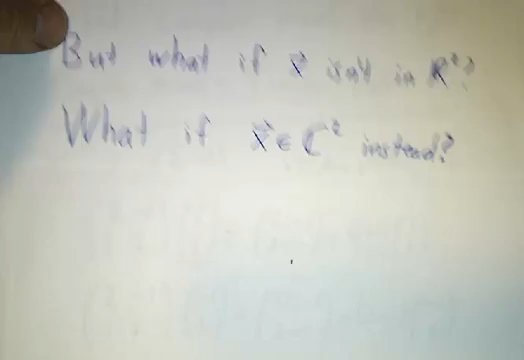 But what if x⃗ isn't in ℝ²?
What if x⃗ ∈ ℂ² instead?